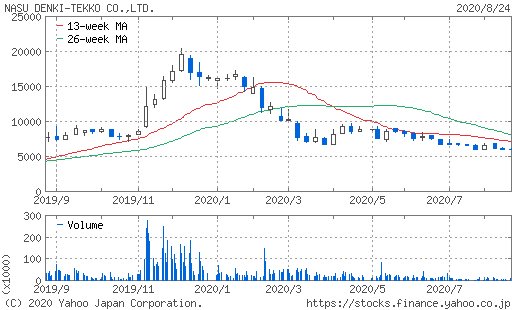 NASU DENKI-TEKKO CO.,LTD. 2020/8/24
25000
13-week MA
26-week MA
20000
15000
10000
5000
0
2019/9 2019/11 2020/1 2020/3 2020/5 2020/7
300
Volume
200
100
0
(x1000)
2019/9 2019/11 2020/1 2020/3 2020/5 2020/7
(C) 2020 Yahoo Japan Corporation. https://stocks.finance.yahoo.co.jp